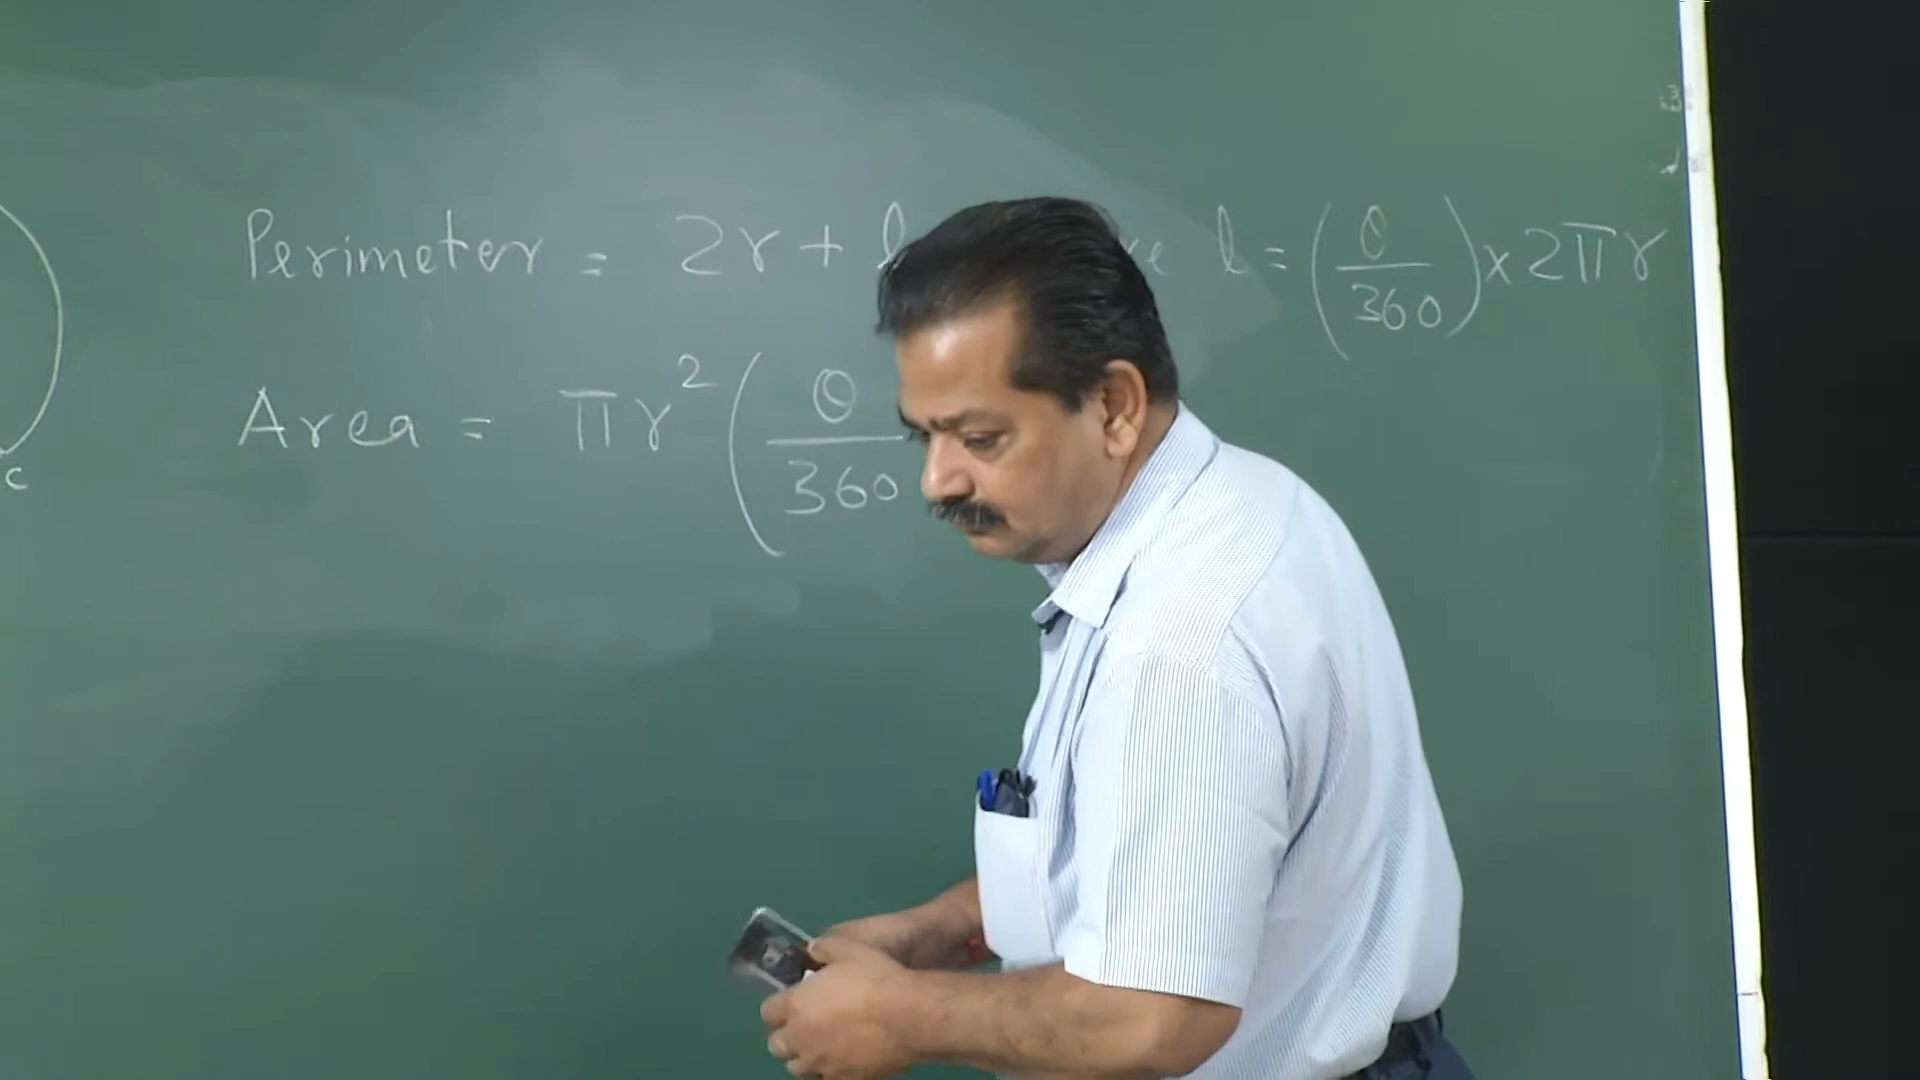 Perimeter = 2r + l l = (θ/360) × 2πr
Area = πr² (θ/360
c